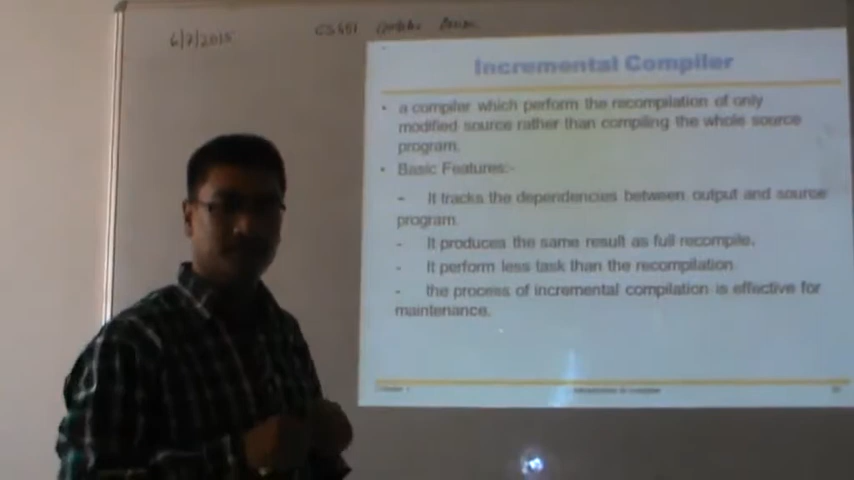 6/7/2015
Incremental Compiler
• a compiler which perform the recompilation of only
modified source rather than compiling the whole source
program.
• Basic Features:-
- It tracks the dependencies between output and source
program.
- It produces the same result as full recompile.
- It perform less task than the recompilation
- the process of incremental compilation is effective for
maintenance.